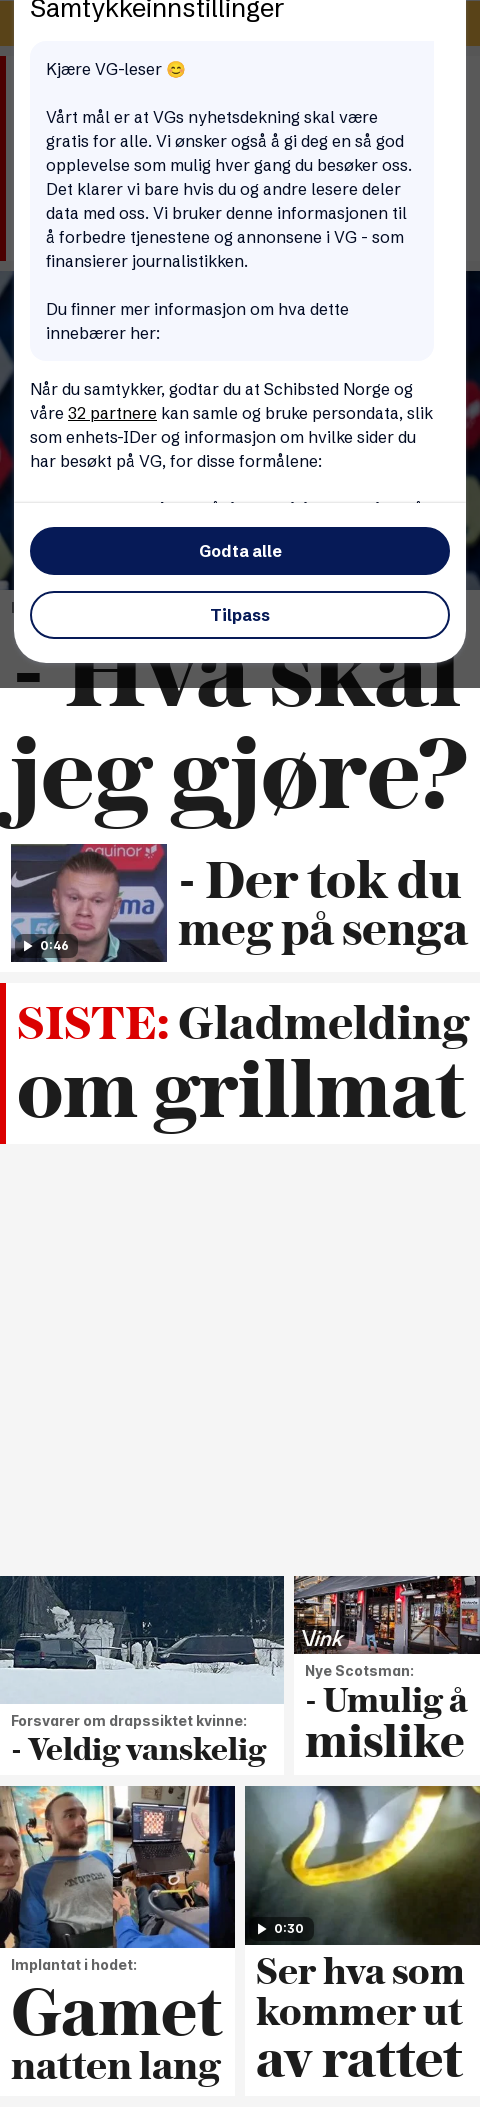 Samtykkeinnstillinger
Kjære VG-leser 😊
Vårt mål er at VGs nyhetsdekning skal være
gratis for alle. Vi ønsker også å gi deg en så god
opplevelse som mulig hver gang du besøker oss.
Det klarer vi bare hvis du og andre lesere deler
data med oss. Vi bruker denne informasjonen til
å forbedre tjenestene og annonsene i VG - som
finansierer journalistikken.
Du finner mer informasjon om hva dette
innebærer her:
Når du samtykker, godtar du at Schibsted Norge og
våre 32 partnere kan samle og bruke persondata, slik
som enhets-IDer og informasjon om hvilke sider du
har besøkt på VG, for disse formålene:
Godta alle
Tilpass
- Hva skal
jeg gjøre?
equinor
ma
0:46
- Der tok du
meg på senga
SISTE: Gladmelding
om grillmat
Forsvarer om drapssiktet kvinne:
- Veldig vanskelig
Vink
Nye Scotsman:
- Umulig å
mislike
Implantat i hodet:
Gamet
natten lang
0:30
Ser hva som
kommer ut
av rattet